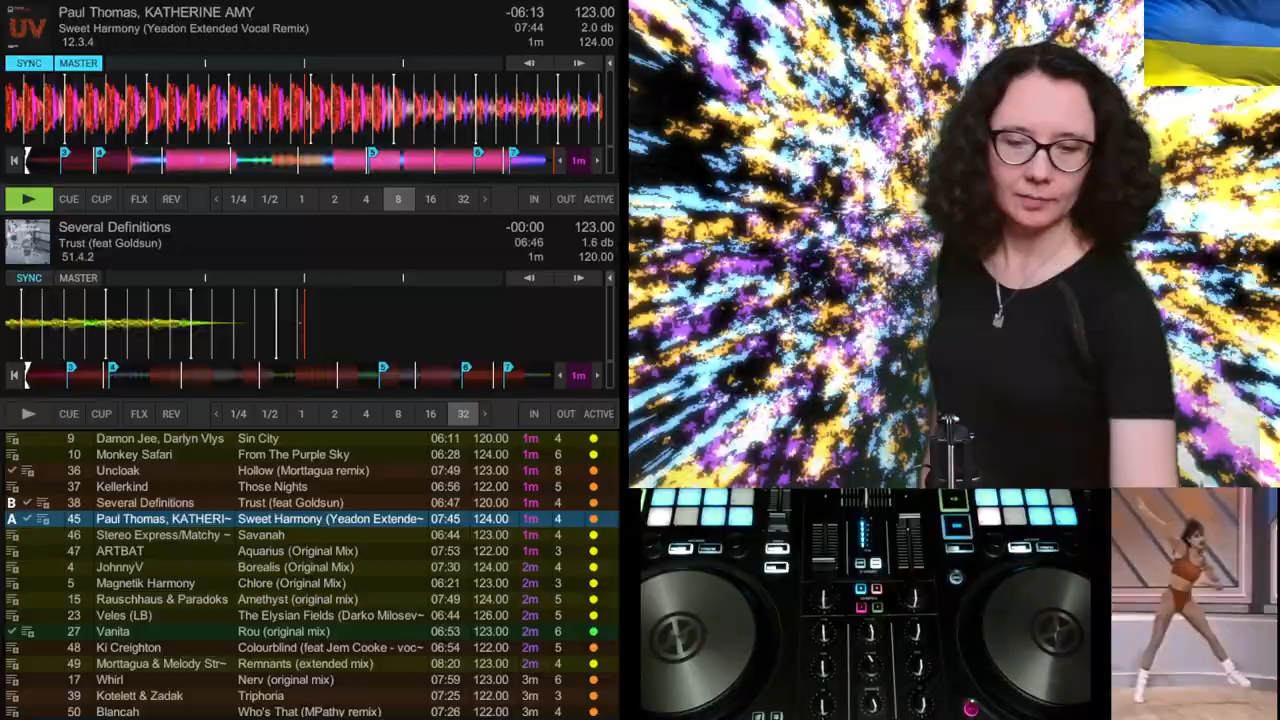 Paul Thomas, KATHERINE AMY -06:13 123.00
Sweet Harmony (Yeadon Extended Vocal Remix) 07:44 2.0 db
12.3.4 1m 124.00
UV
SYNC MASTER
3 4 5 6 7 1m
CUE CUP FLX REV 1/4 1/2 1 2 4 8 16 32 IN OUT ACTIVE
Several Definitions -00:00 123.00
Trust (feat Goldsun) 06:46 1.6 db
51.4.2 1m 120.00
SYNC MASTER
3 4 5 6 7 1m
CUE CUP FLX REV 1/4 1/2 1 2 4 8 16 32 IN OUT ACTIVE
9 Damon Jee, Darlyn Vlys Sin City 06:11 120.00 1m 4
10 Monkey Safari From The Purple Sky 06:28 124.00 1m 6
36 Uncloak Hollow (Morttagua remix) 07:49 123.00 1m 8
37 Kellerkind Those Nights 06:56 122.00 1m 5
B 38 Several Definitions Trust (feat Goldsun) 06:47 120.00 1m 4
A 45 Paul Thomas, KATHERI~ Sweet Harmony (Yeadon Extende~ 07:45 124.00 1m 4
46 Savanah 06:44 123.00 1m 4
47 ARTBAT Aquarius (Original Mix) 07:53 122.00 1m 3
4 JohnnyV Borealis (Original Mix) 07:30 124.00 2m 4
5 Magnetik Harmony Chlore (Original Mix) 06:21 123.00 2m 3
15 Rauschhaus & Paradoks Amethyst (original mix) 07:49 123.00 2m 5
23 Veles (LB) The Elysian Fields (Darko Milosev~ 06:44 126.00 2m 5
27 Vanita Rou (original mix) 06:53 123.00 2m 6
48 Ki Creighton Colourblind (feat Jem Cooke - voc~ 06:54 122.00 2m 5
49 Morttagua & Melody Str~ Remnants (extended mix) 08:20 123.00 2m 4
17 Whirl Nerv (original mix) 07:59 123.00 3m 6
39 Kotelett & Zadak Triphoria 07:25 122.00 3m 3
50 Blancah Who's That (MPathy remix) 07:26 122.00 3m 4